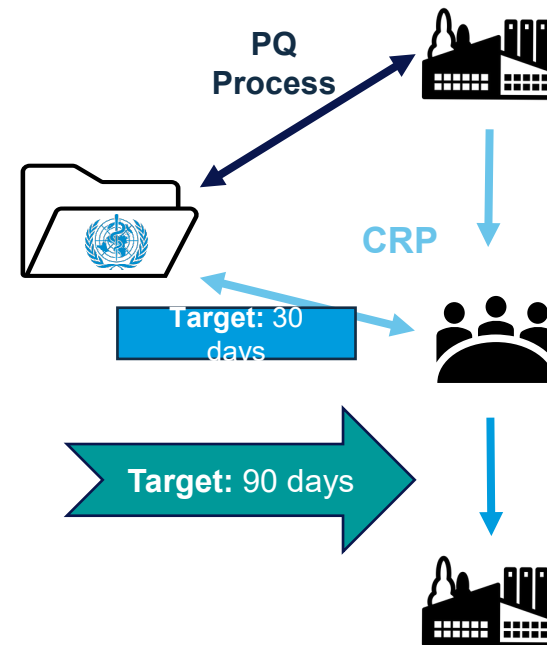 PQ
Process
CRP
Target: 30
days
Target: 90 days